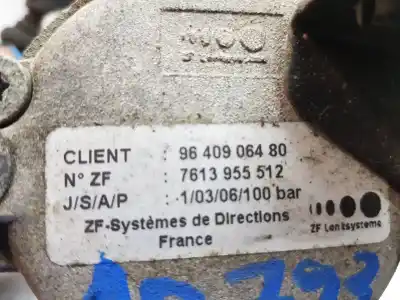 CLIENT : 96 409 064 80
N° ZF : 7613 955 512
J/S/A/P : 1/03/06/100 bar
ZF-Systèmes de Directions
France
ZF Lenksysteme